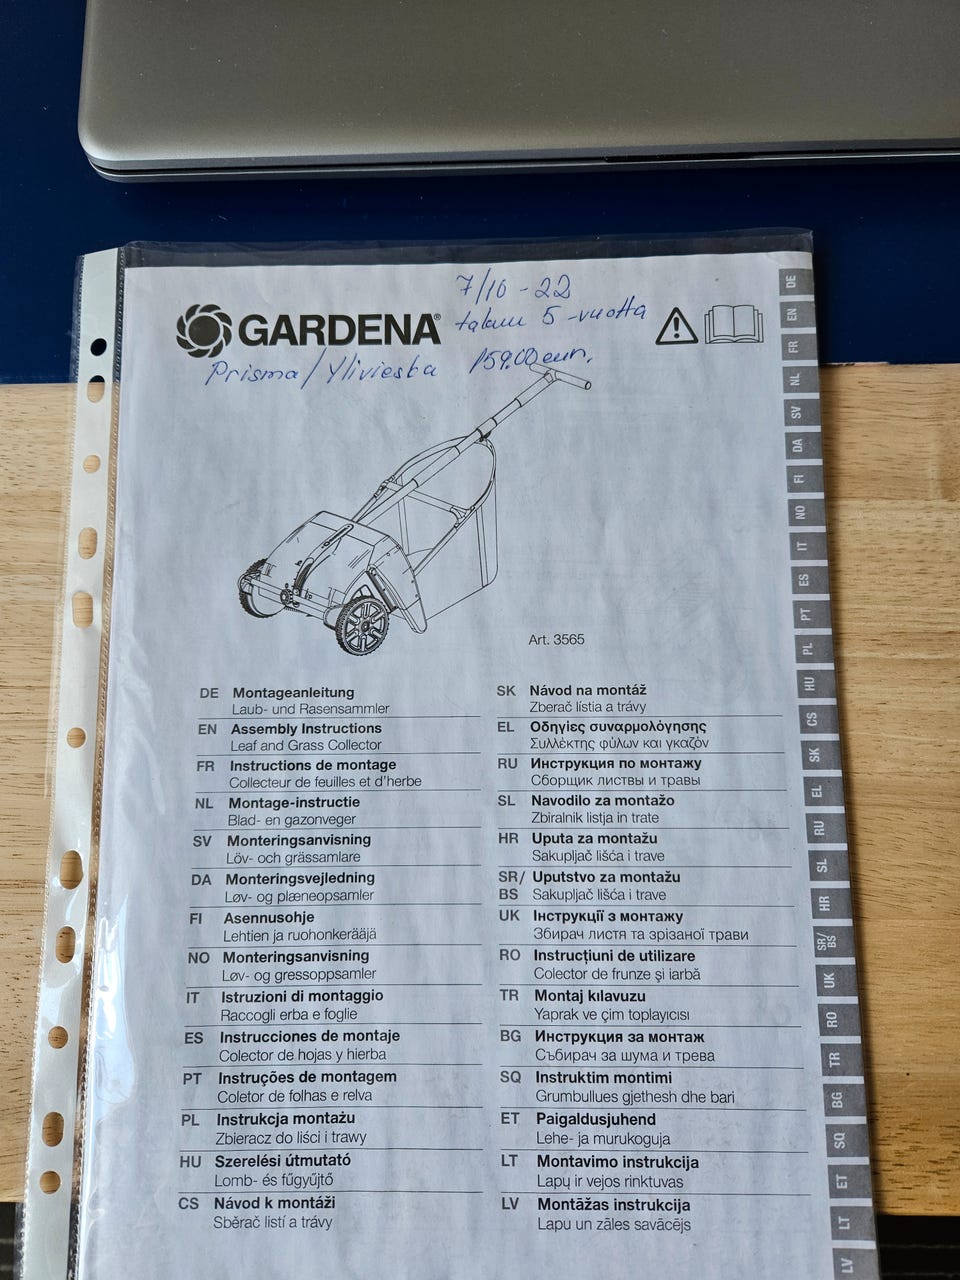 7/10 - 22
GARDENA®
takuu 5 -vuotta
Prisma/Ylivieska 159.00 eur.
Art. 3565
DE Montageanleitung
Laub- und Rasensammler
EN Assembly Instructions
Leaf and Grass Collector
FR Instructions de montage
Collecteur de feuilles et d'herbe
NL Montage-instructie
Blad- en gazonveger
SV Monteringsanvisning
Löv- och grässamlare
DA Monteringsvejledning
Løv- og plæneopsamler
FI Asennusohje
Lehtien ja ruohonkerääjä
NO Monteringsanvisning
Løv- og gressoppsamler
IT Istruzioni di montaggio
Raccogli erba e foglie
ES Instrucciones de montaje
Colector de hojas y hierba
PT Instruções de montagem
Coletor de folhas e relva
PL Instrukcja montażu
Zbieracz do liści i trawy
HU Szerelési útmutató
Lomb- és fűgyűjtő
CS Návod k montáži
Sběrač listí a trávy
SK Návod na montáž
Zberač lístia a trávy
EL Οδηγίες συναρμολόγησης
Συλλέκτης φύλων και γκαζόν
RU Инструкция по монтажу
Сборщик листвы и травы
SL Navodilo za montažo
Zbiralnik listja in trate
HR Uputa za montažu
Sakupljač lišća i trave
SR/ Uputstvo za montažu
BS Sakupljač lišća i trave
UK Інструкції з монтажу
Збирач листя та зрізаної трави
RO Instrucțiuni de utilizare
Colector de frunze și iarbă
TR Montaj kılavuzu
Yaprak ve çim toplayıcısı
BG Инструкция за монтаж
Събирач за шума и трева
SQ Instruktim montimi
Grumbullues gjethesh dhe bari
ET Paigaldusjuhend
Lehe- ja murukoguja
LT Montavimo instrukcija
Lapų ir vejos rinktuvas
LV Montāžas instrukcija
Lapu un zāles savācējs
DE
EN
FR
NL
SV
DA
FI
NO
IT
ES
PT
PL
HU
CS
SK
EL
RU
SL
HR
SR/
BS
UK
RO
TR
BG
SQ
ET
LT
LV